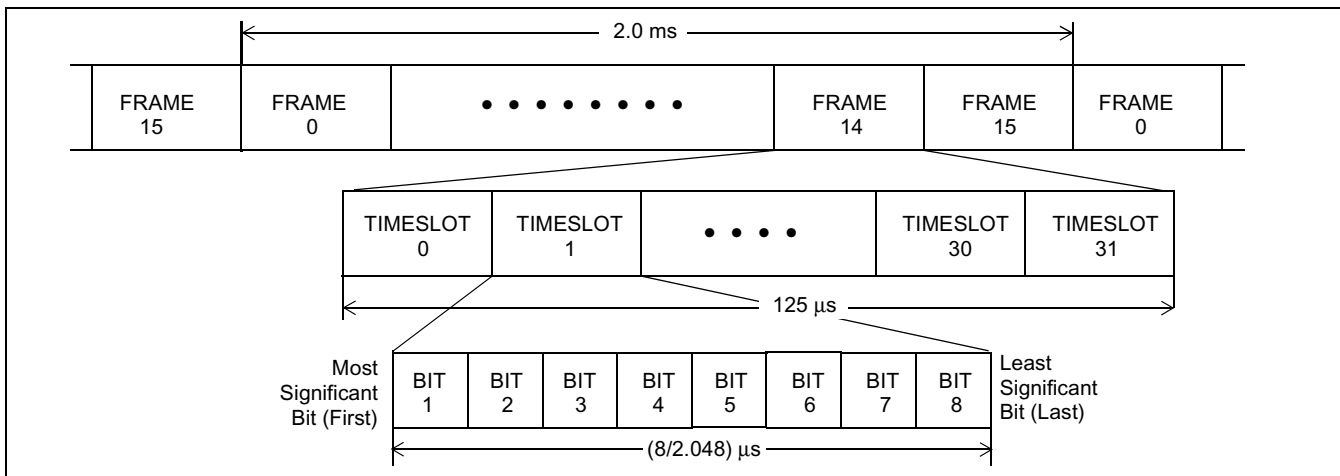 2.0 ms
FRAME
15
FRAME
0
• • • • • • • •
FRAME
14
FRAME
15
FRAME
0
TIMESLOT
0
TIMESLOT
1
• • • •
TIMESLOT
30
TIMESLOT
31
125 μs
Most
Significant
Bit (First)
BIT
1
BIT
2
BIT
3
BIT
4
BIT
5
BIT
6
BIT
7
BIT
8
Least
Significant
Bit (Last)
(8/2.048) μs